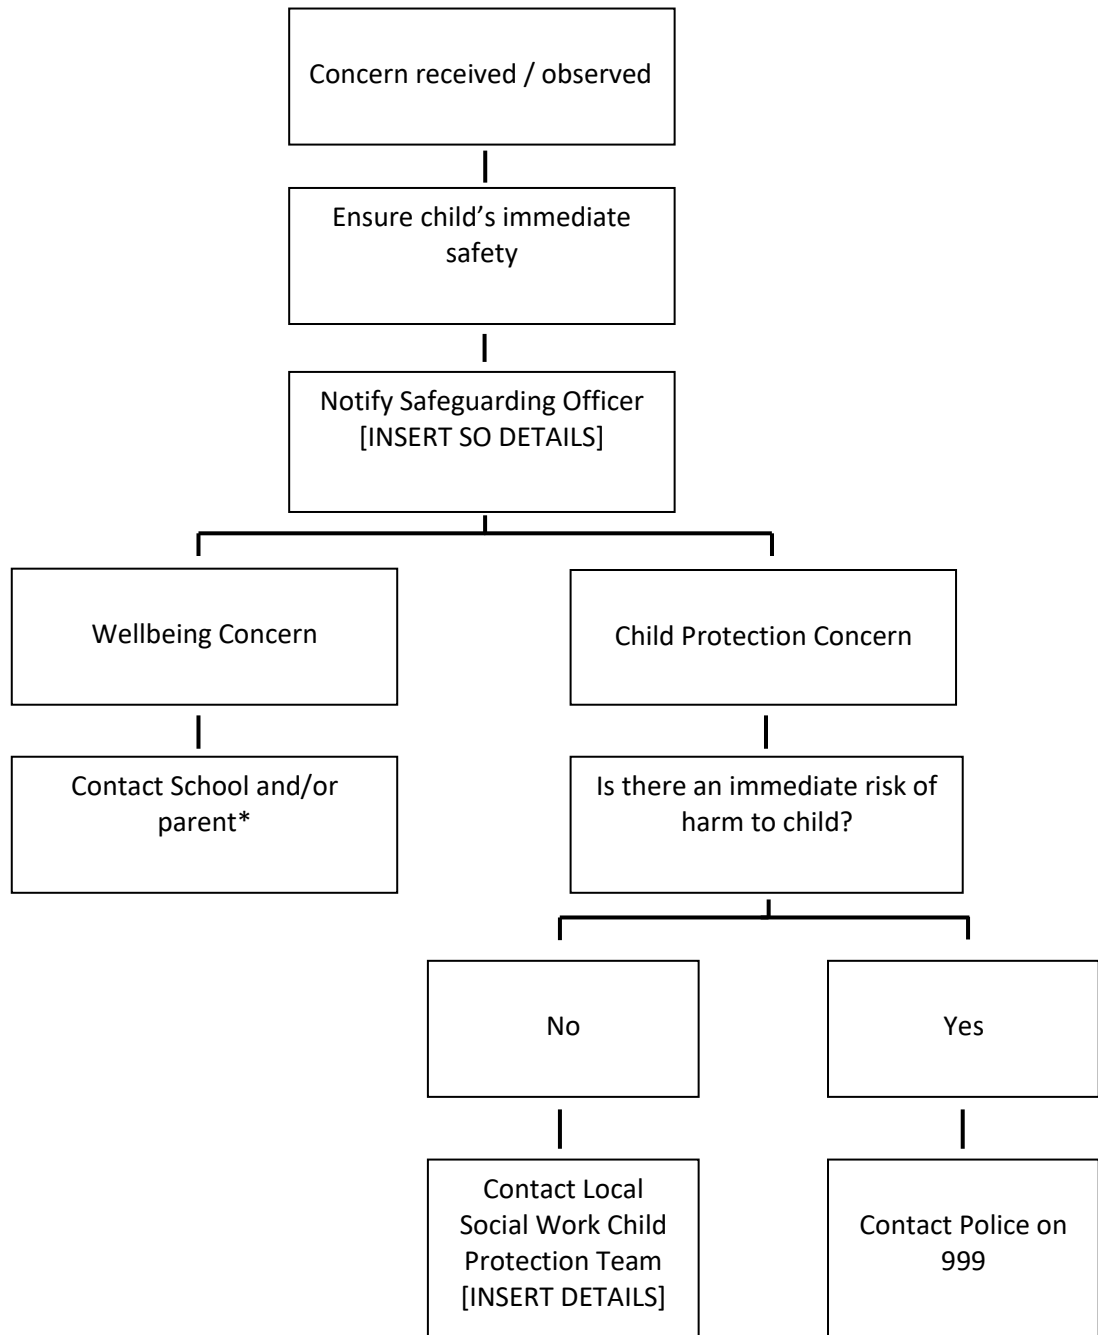 Concern received / observed
Ensure child’s immediate
safety
Notify Safeguarding Officer
[INSERT SO DETAILS]
Wellbeing Concern
Child Protection Concern
Contact School and/or
parent*
Is there an immediate risk of
harm to child?
No
Yes
Contact Local
Social Work Child
Protection Team
[INSERT DETAILS]
Contact Police on
999